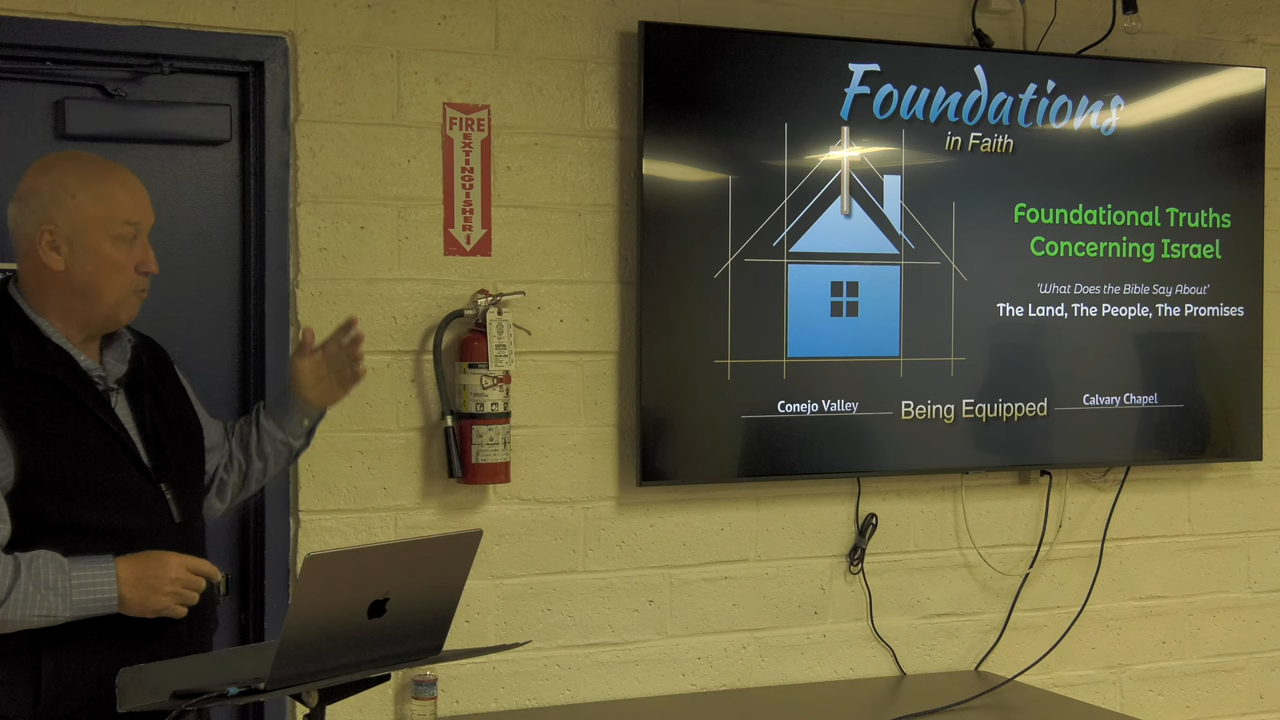 FIRE
EXTINGUISHER
Foundations
in Faith
Foundational Truths
Concerning Israel
'What Does the Bible Say About'
The Land, The People, The Promises
Conejo Valley
Being Equipped
Calvary Chapel